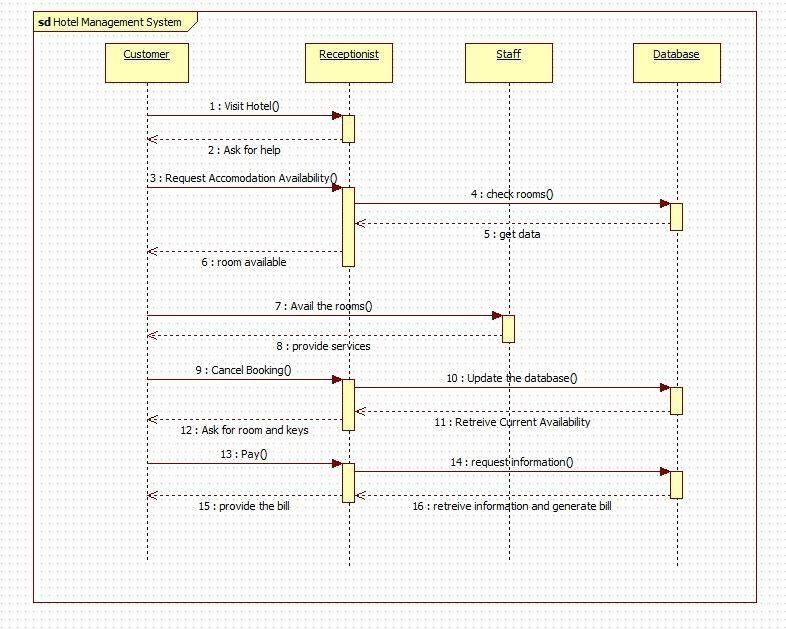 sd Hotel Management System
Customer
Receptionist
Staff
Database
1 : Visit Hotel()
2 : Ask for help
3 : Request Accomodation Availability()
4 : check rooms()
5 : get data
6 : room available
7 : Avail the rooms()
8 : provide services
9 : Cancel Booking()
10 : Update the database()
11 : Retreive Current Availability
12 : Ask for room and keys
13 : Pay()
14 : request information()
15 : provide the bill
16 : retreive information and generate bill